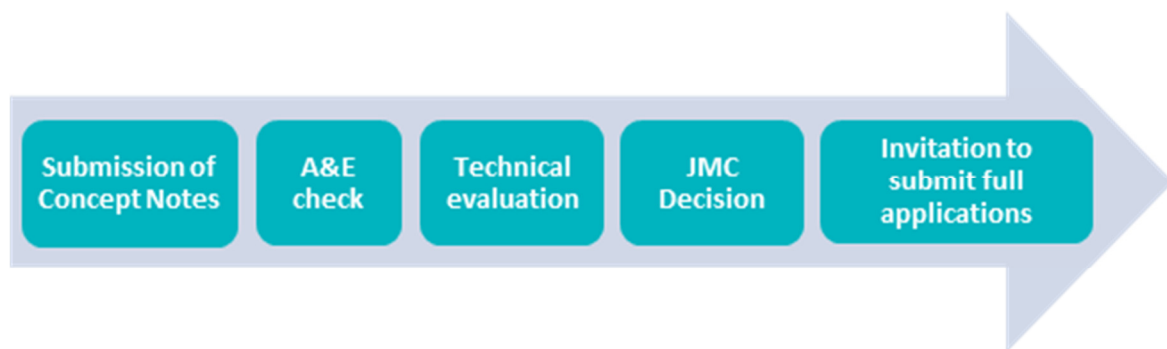 Submission of
Concept Notes
A&E
check
Technical
evaluation
JMC
Decision
Invitation to
submit full
applications